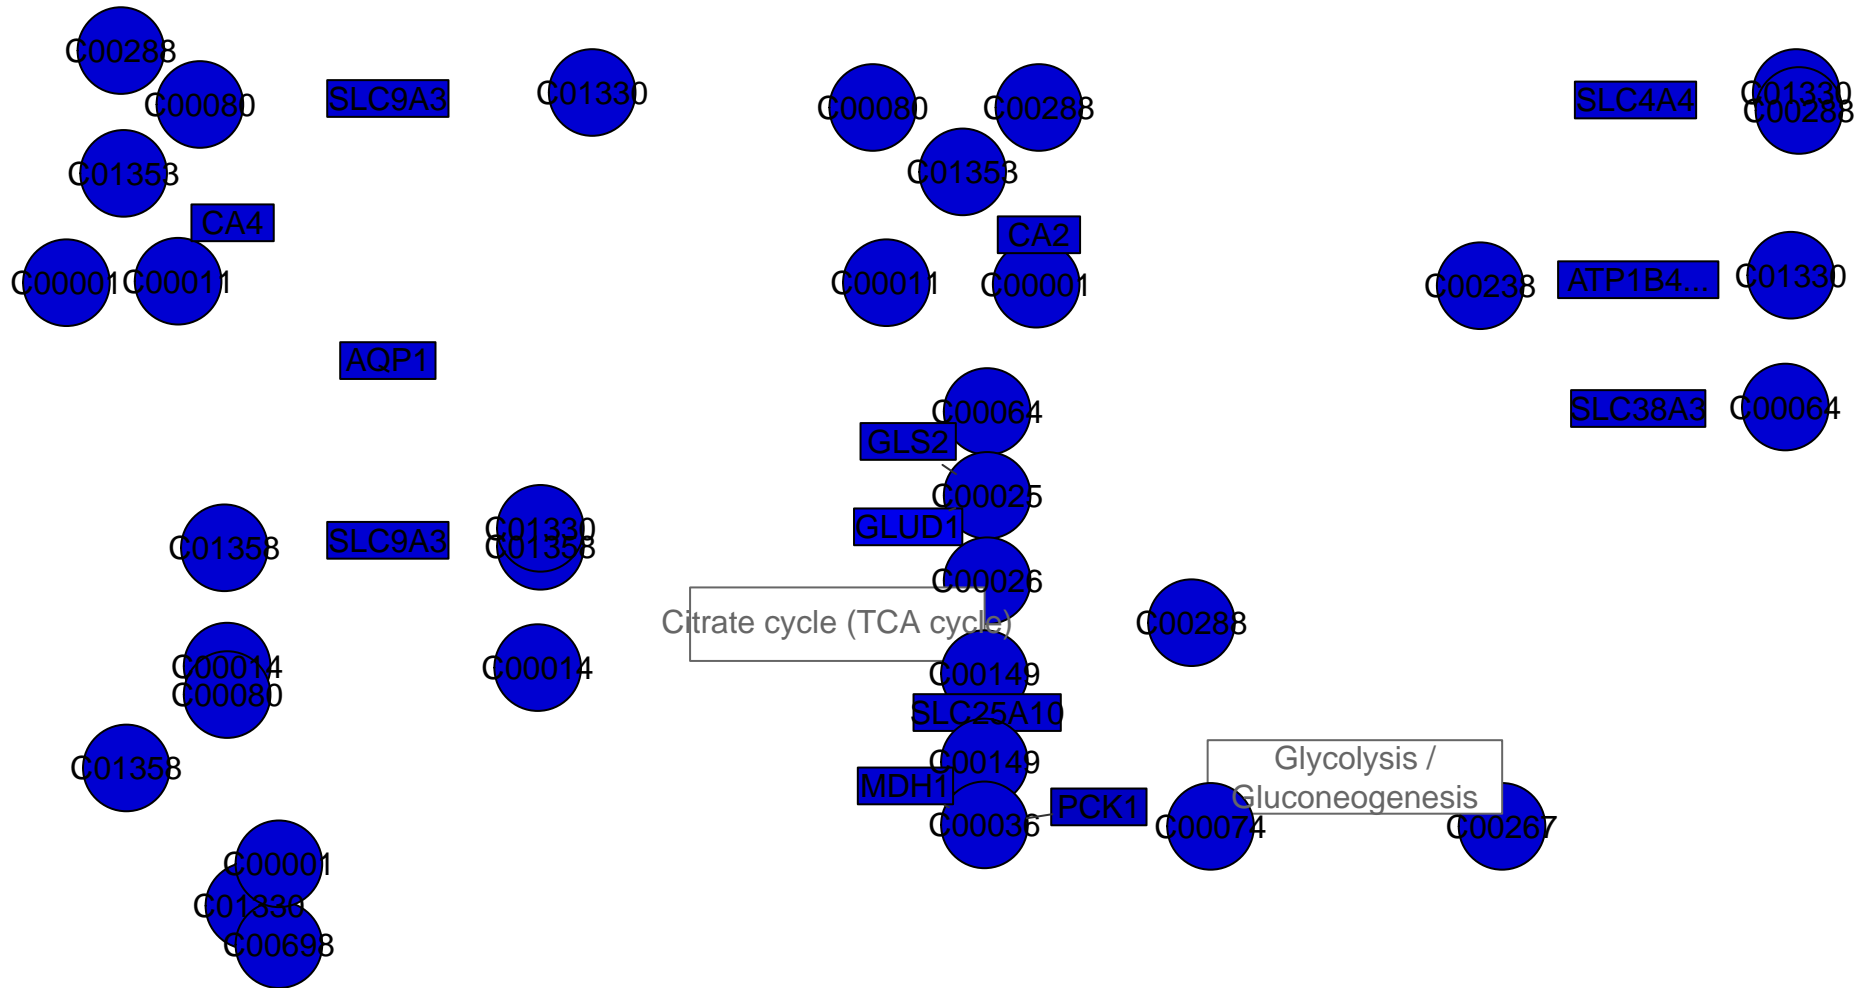 C00288
C00080
SLC9A3
C01330
C00080
C00288
SLC4A4
C01330
C00288
C01353
C01353
CA4
CA2
C00001
C00011
C00011
C00001
C00238
ATP1B4...
C01330
AQP1
C00064
SLC38A3
C00064
GLS2
C00025
C01358
SLC9A3
C01330
C01358
GLUD1
C00026
Citrate cycle (TCA cycle)
C00288
C00014
C00080
C00014
C00149
SLC25A10
C01358
C00149
Glycolysis /
Gluconeogenesis
MDH1
PCK1
C00036
C00074
C00267
C00001
C01330
C00698